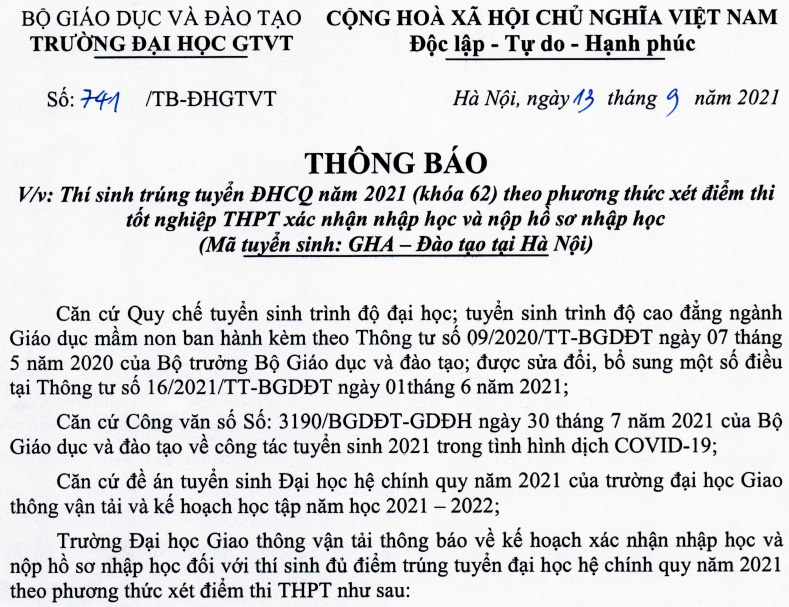 BỘ GIÁO DỤC VÀ ĐÀO TẠO
TRƯỜNG ĐẠI HỌC GTVT
CỘNG HOÀ XÃ HỘI CHỦ NGHĨA VIỆT NAM
Độc lập - Tự do - Hạnh phúc
Số: 741 /TB-ĐHGTVT
Hà Nội, ngày 13 tháng 9 năm 2021
THÔNG BÁO
V/v: Thí sinh trúng tuyển ĐHCQ năm 2021 (khóa 62) theo phương thức xét điểm thi
tốt nghiệp THPT xác nhận nhập học và nộp hồ sơ nhập học
(Mã tuyển sinh: GHA – Đào tạo tại Hà Nội)
Căn cứ Quy chế tuyển sinh trình độ đại học; tuyển sinh trình độ cao đẳng ngành
Giáo dục mầm non ban hành kèm theo Thông tư số 09/2020/TT-BGDĐT ngày 07 tháng
5 năm 2020 của Bộ trưởng Bộ Giáo dục và đào tạo; được sửa đổi, bổ sung một số điều
tại Thông tư số 16/2021/TT-BGDĐT ngày 01tháng 6 năm 2021;
Căn cứ Công văn số Số: 3190/BGDĐT-GDĐH ngày 30 tháng 7 năm 2021 của Bộ
Giáo dục và đào tạo về công tác tuyển sinh 2021 trong tình hình dịch COVID-19;
Căn cứ đề án tuyển sinh Đại học hệ chính quy năm 2021 của trường đại học Giao
thông vận tải và kế hoạch học tập năm học 2021 – 2022;
Trường Đại học Giao thông vận tải thông báo về kế hoạch xác nhận nhập học và
nộp hồ sơ nhập học đối với thí sinh đủ điểm trúng tuyển đại học hệ chính quy năm 2021
theo phương thức xét điểm thi THPT như sau: